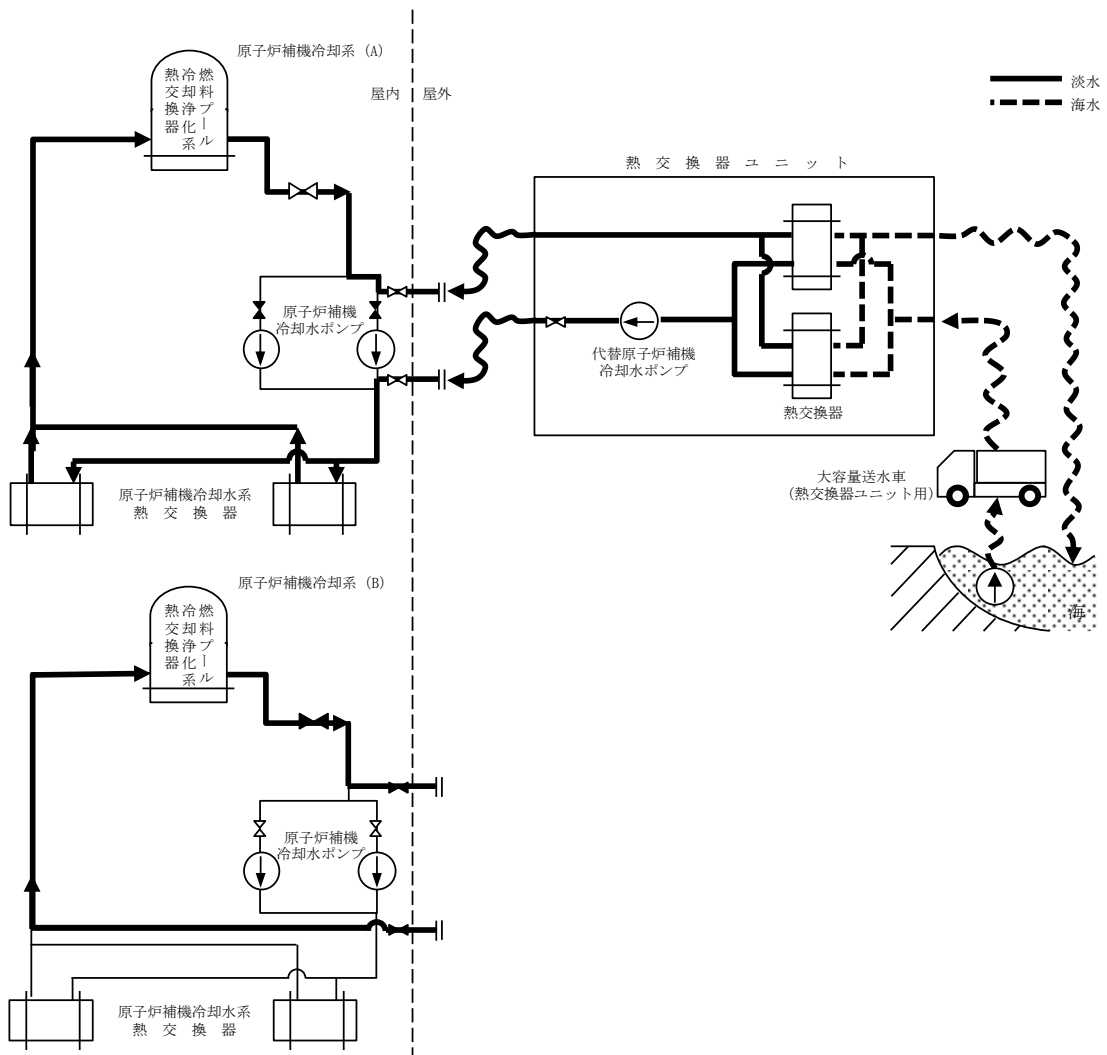 原子炉補機冷却系（A）
燃料プール
冷却浄化系
熱交換器
屋内
屋外
淡水
海水
熱交換器ユニット
原子炉補機
冷却水ポンプ
代替原子炉補機
冷却水ポンプ
熱交換器
大容量送水車
（熱交換器ユニット用）
海
原子炉補機冷却水系
熱交換器
原子炉補機冷却系（B）
燃料プール
冷却浄化系
熱交換器
原子炉補機
冷却水ポンプ
原子炉補機冷却水系
熱交換器